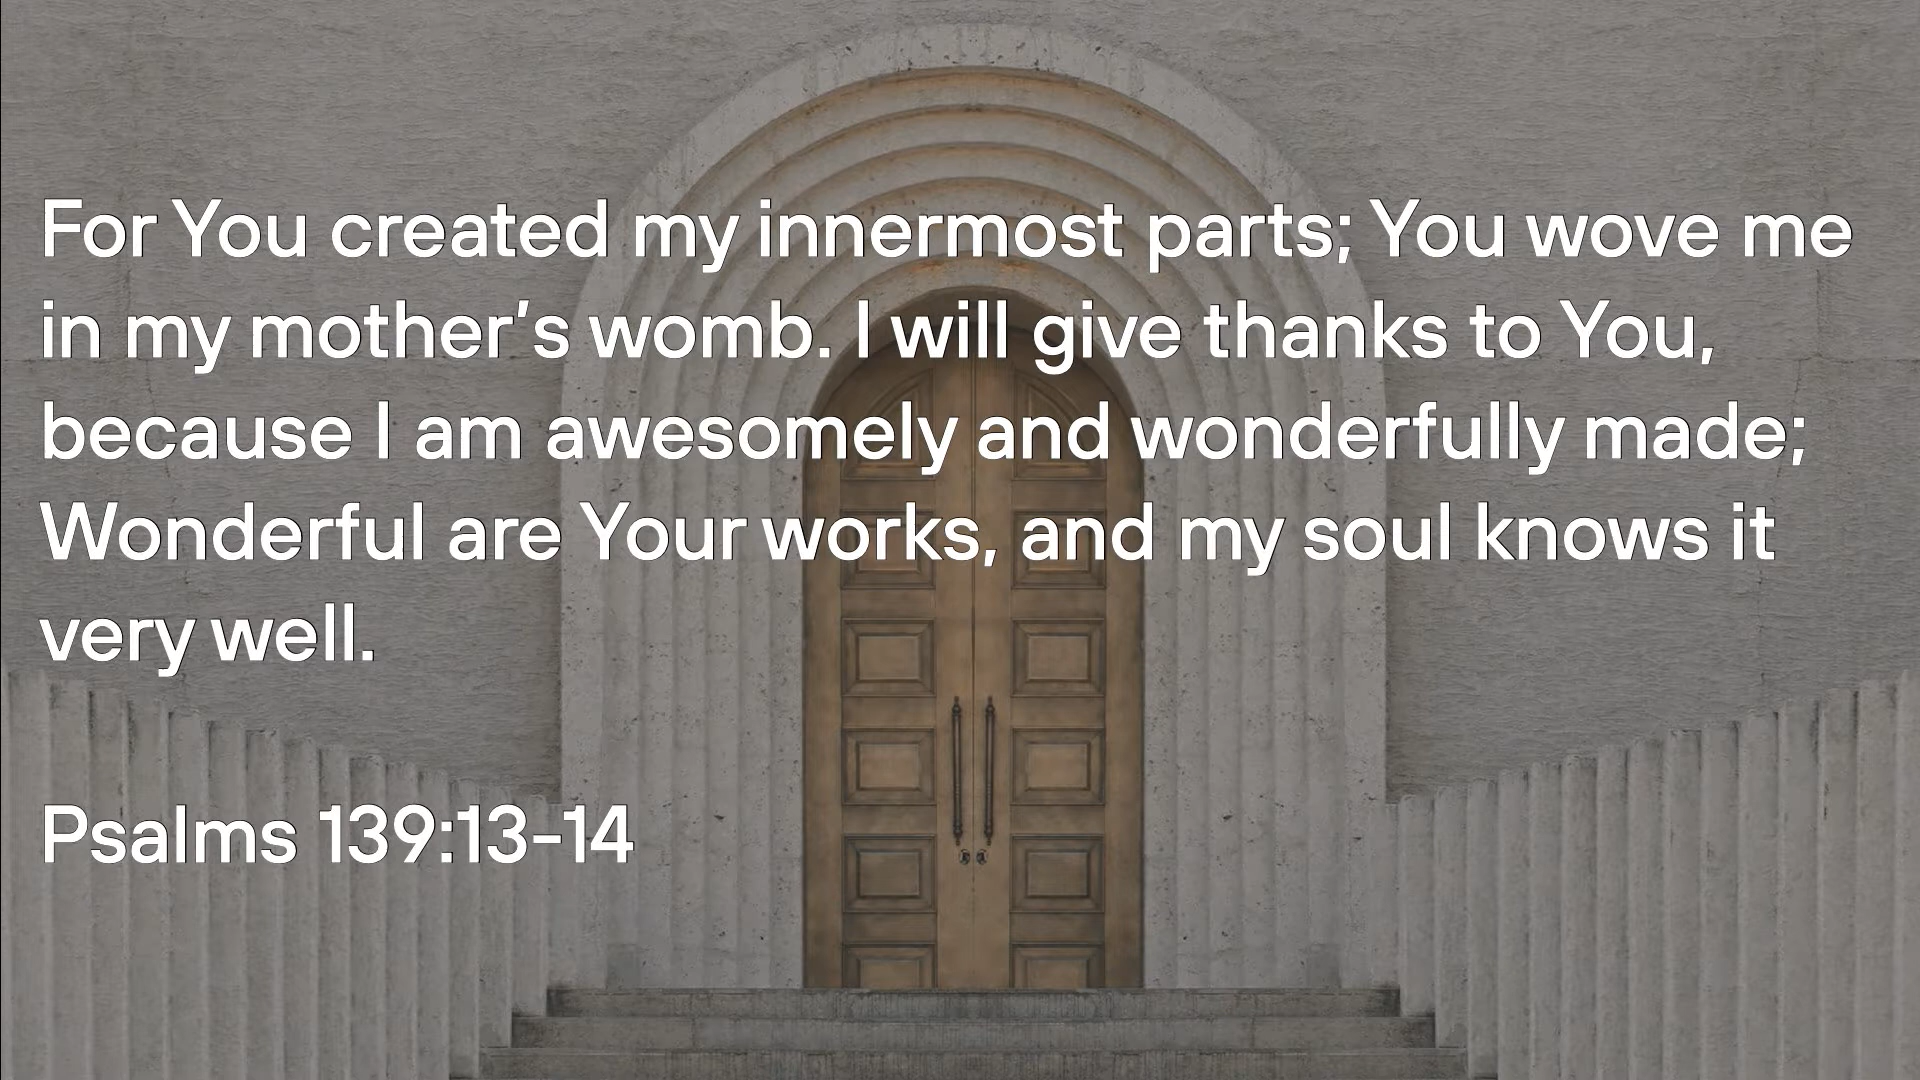 For You created my innermost parts; You wove me
in my mother’s womb. I will give thanks to You,
because I am awesomely and wonderfully made;
Wonderful are Your works, and my soul knows it
very well.
Psalms 139:13-14